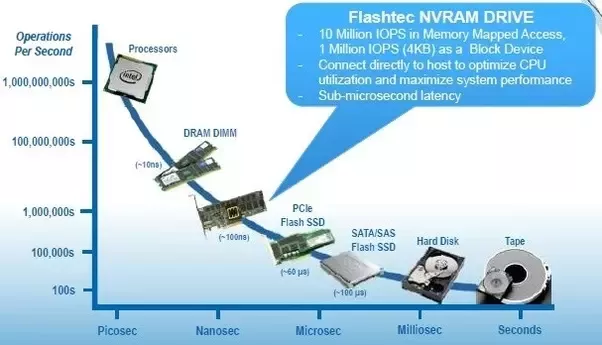 Flashtec NVRAM DRIVE
- 10 Million IOPS in Memory Mapped Access,
1 Million IOPS (4KB) as a Block Device
- Connect directly to host to optimize CPU
utilization and maximize system performance
- Sub-microsecond latency
Operations
Per Second
Processors
intel
1,000,000,000s
DRAM DIMM
100,000,000s
(~10ns)
1,000,000s
(~100ns)
PCIe
Flash SSD
SATA/SAS
Flash SSD
Hard Disk
Tape
100,000s
(~60 µs)
(~100 µs)
100s
Picosec
Nanosec
Microsec
Milliosec
Seconds